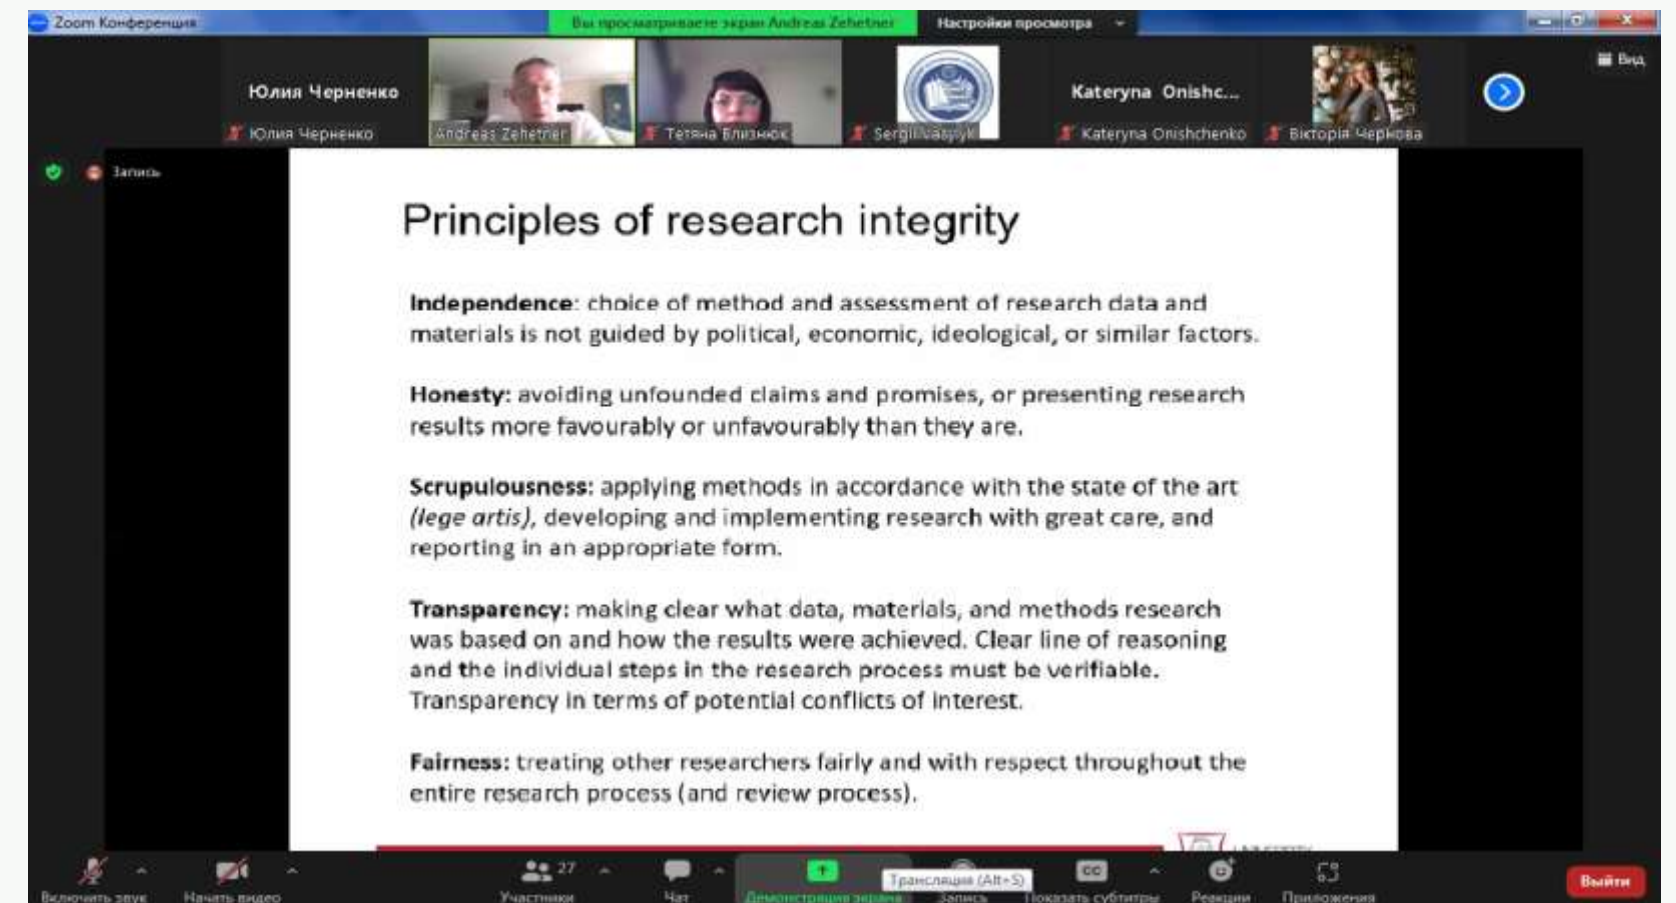 Zoom Конференция
Вы просматриваете экран Andreas Zehetner
Настройки просмотра
Вид
Юлия Черненко
Kateryna Onishc...
Юлия Черненко
Andreas Zehetner
Тетяна Близнюк
Sergii Vasylyk
Kateryna Onishchenko
Вікторія Чернова
Запись
Principles of research integrity
Independence: choice of method and assessment of research data and
materials is not guided by political, economic, ideological, or similar factors.
Honesty: avoiding unfounded claims and promises, or presenting research
results more favourably or unfavourably than they are.
Scrupulousness: applying methods in accordance with the state of the art
(lege artis), developing and implementing research with great care, and
reporting in an appropriate form.
Transparency: making clear what data, materials, and methods research
was based on and how the results were achieved. Clear line of reasoning
and the individual steps in the research process must be verifiable.
Transparency in terms of potential conflicts of interest.
Fairness: treating other researchers fairly and with respect throughout the
entire research process (and review process).
27
CC
Трансляция (Alt+S)
Включить звук
Начать видео
Участники
Чат
Демонстрация экрана
Запись
Показать субтитры
Реакции
Приложения
Выйти